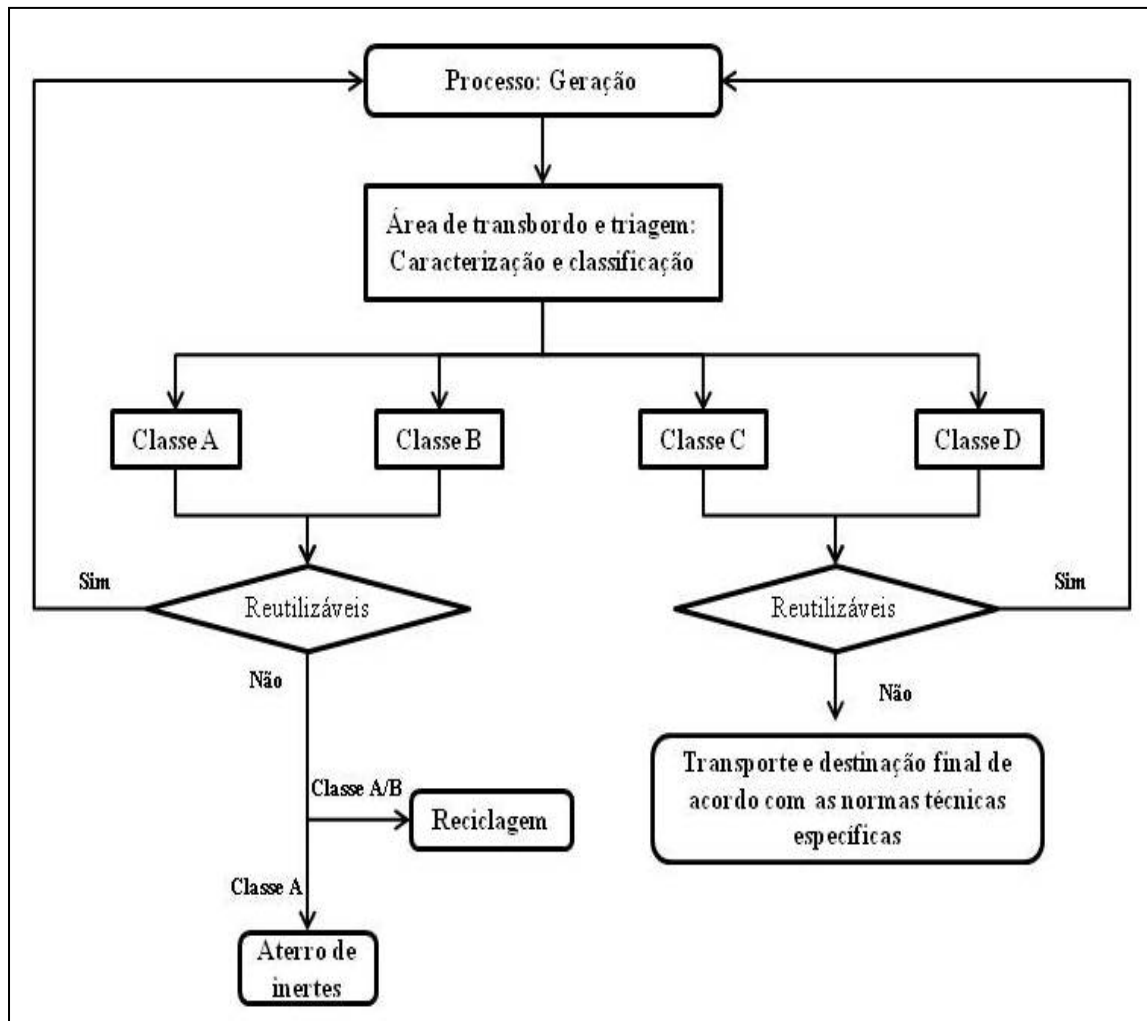 Processo: Geração
Área de transbordo e triagem:
Caracterização e classificação
Classe A
Classe B
Classe C
Classe D
Sim
Reutilizáveis
Reutilizáveis
Sim
Não
Não
Transporte e destinação final de
acordo com as normas técnicas
específicas
Classe A/B
Reciclagem
Classe A
Aterro de
inertes